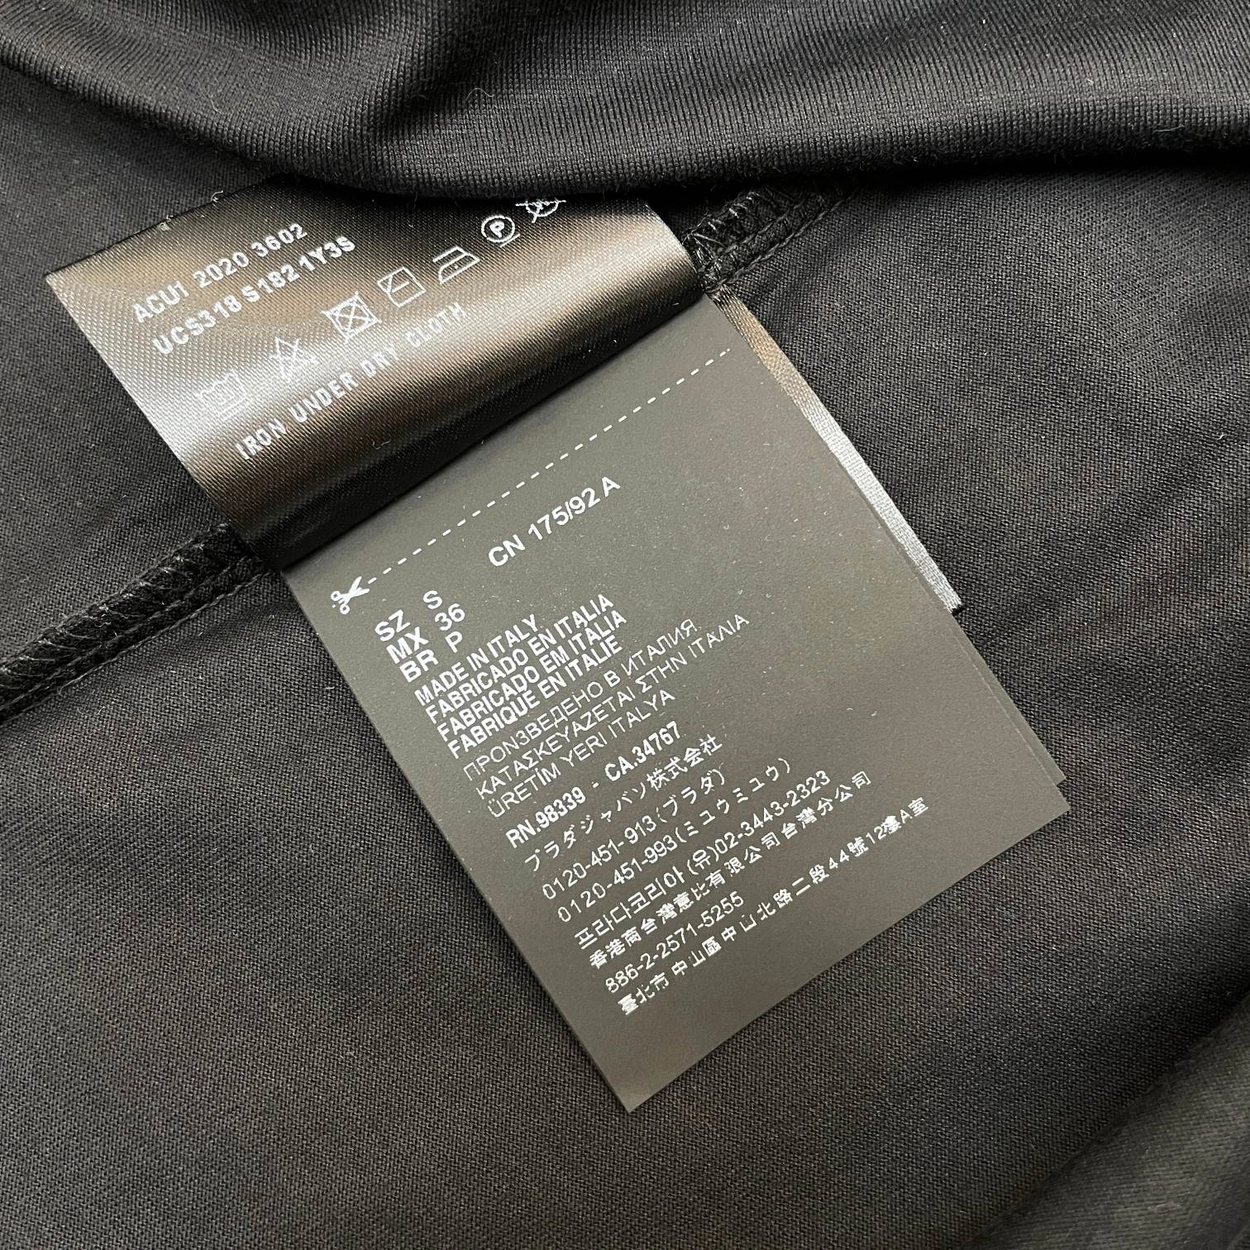 ACU1 2020 3602
UCS318 S182 1Y3S
P
IRON UNDER DRY CLOTH
CN 175/92 A
SZ S
MX 36
BR P
MADE IN ITALY
FABRICADO EN ITALIA
FABRICADO EM ITALIA
FABRIQUE EN ITALIE
ПРОИЗВЕДЕНО В ИТАЛИЯ
ΚΑΤΑΣΚΕΥΑΖΕΤΑΙ ΣΤΗΝ ΙΤΑΛΙΑ
ÜRETİM YERİ ITALYA
RN.98339 - CA.34767
プラダジャパン株式会社
0120-451-913(プラダ)
0120-451-993(ミュウミュウ)
프라다코리아(유)02-3443-2323
香港商台灣意比有限公司台灣分公司
886-2-2571-5255
臺北市中山區中山北路二段44號12樓A室